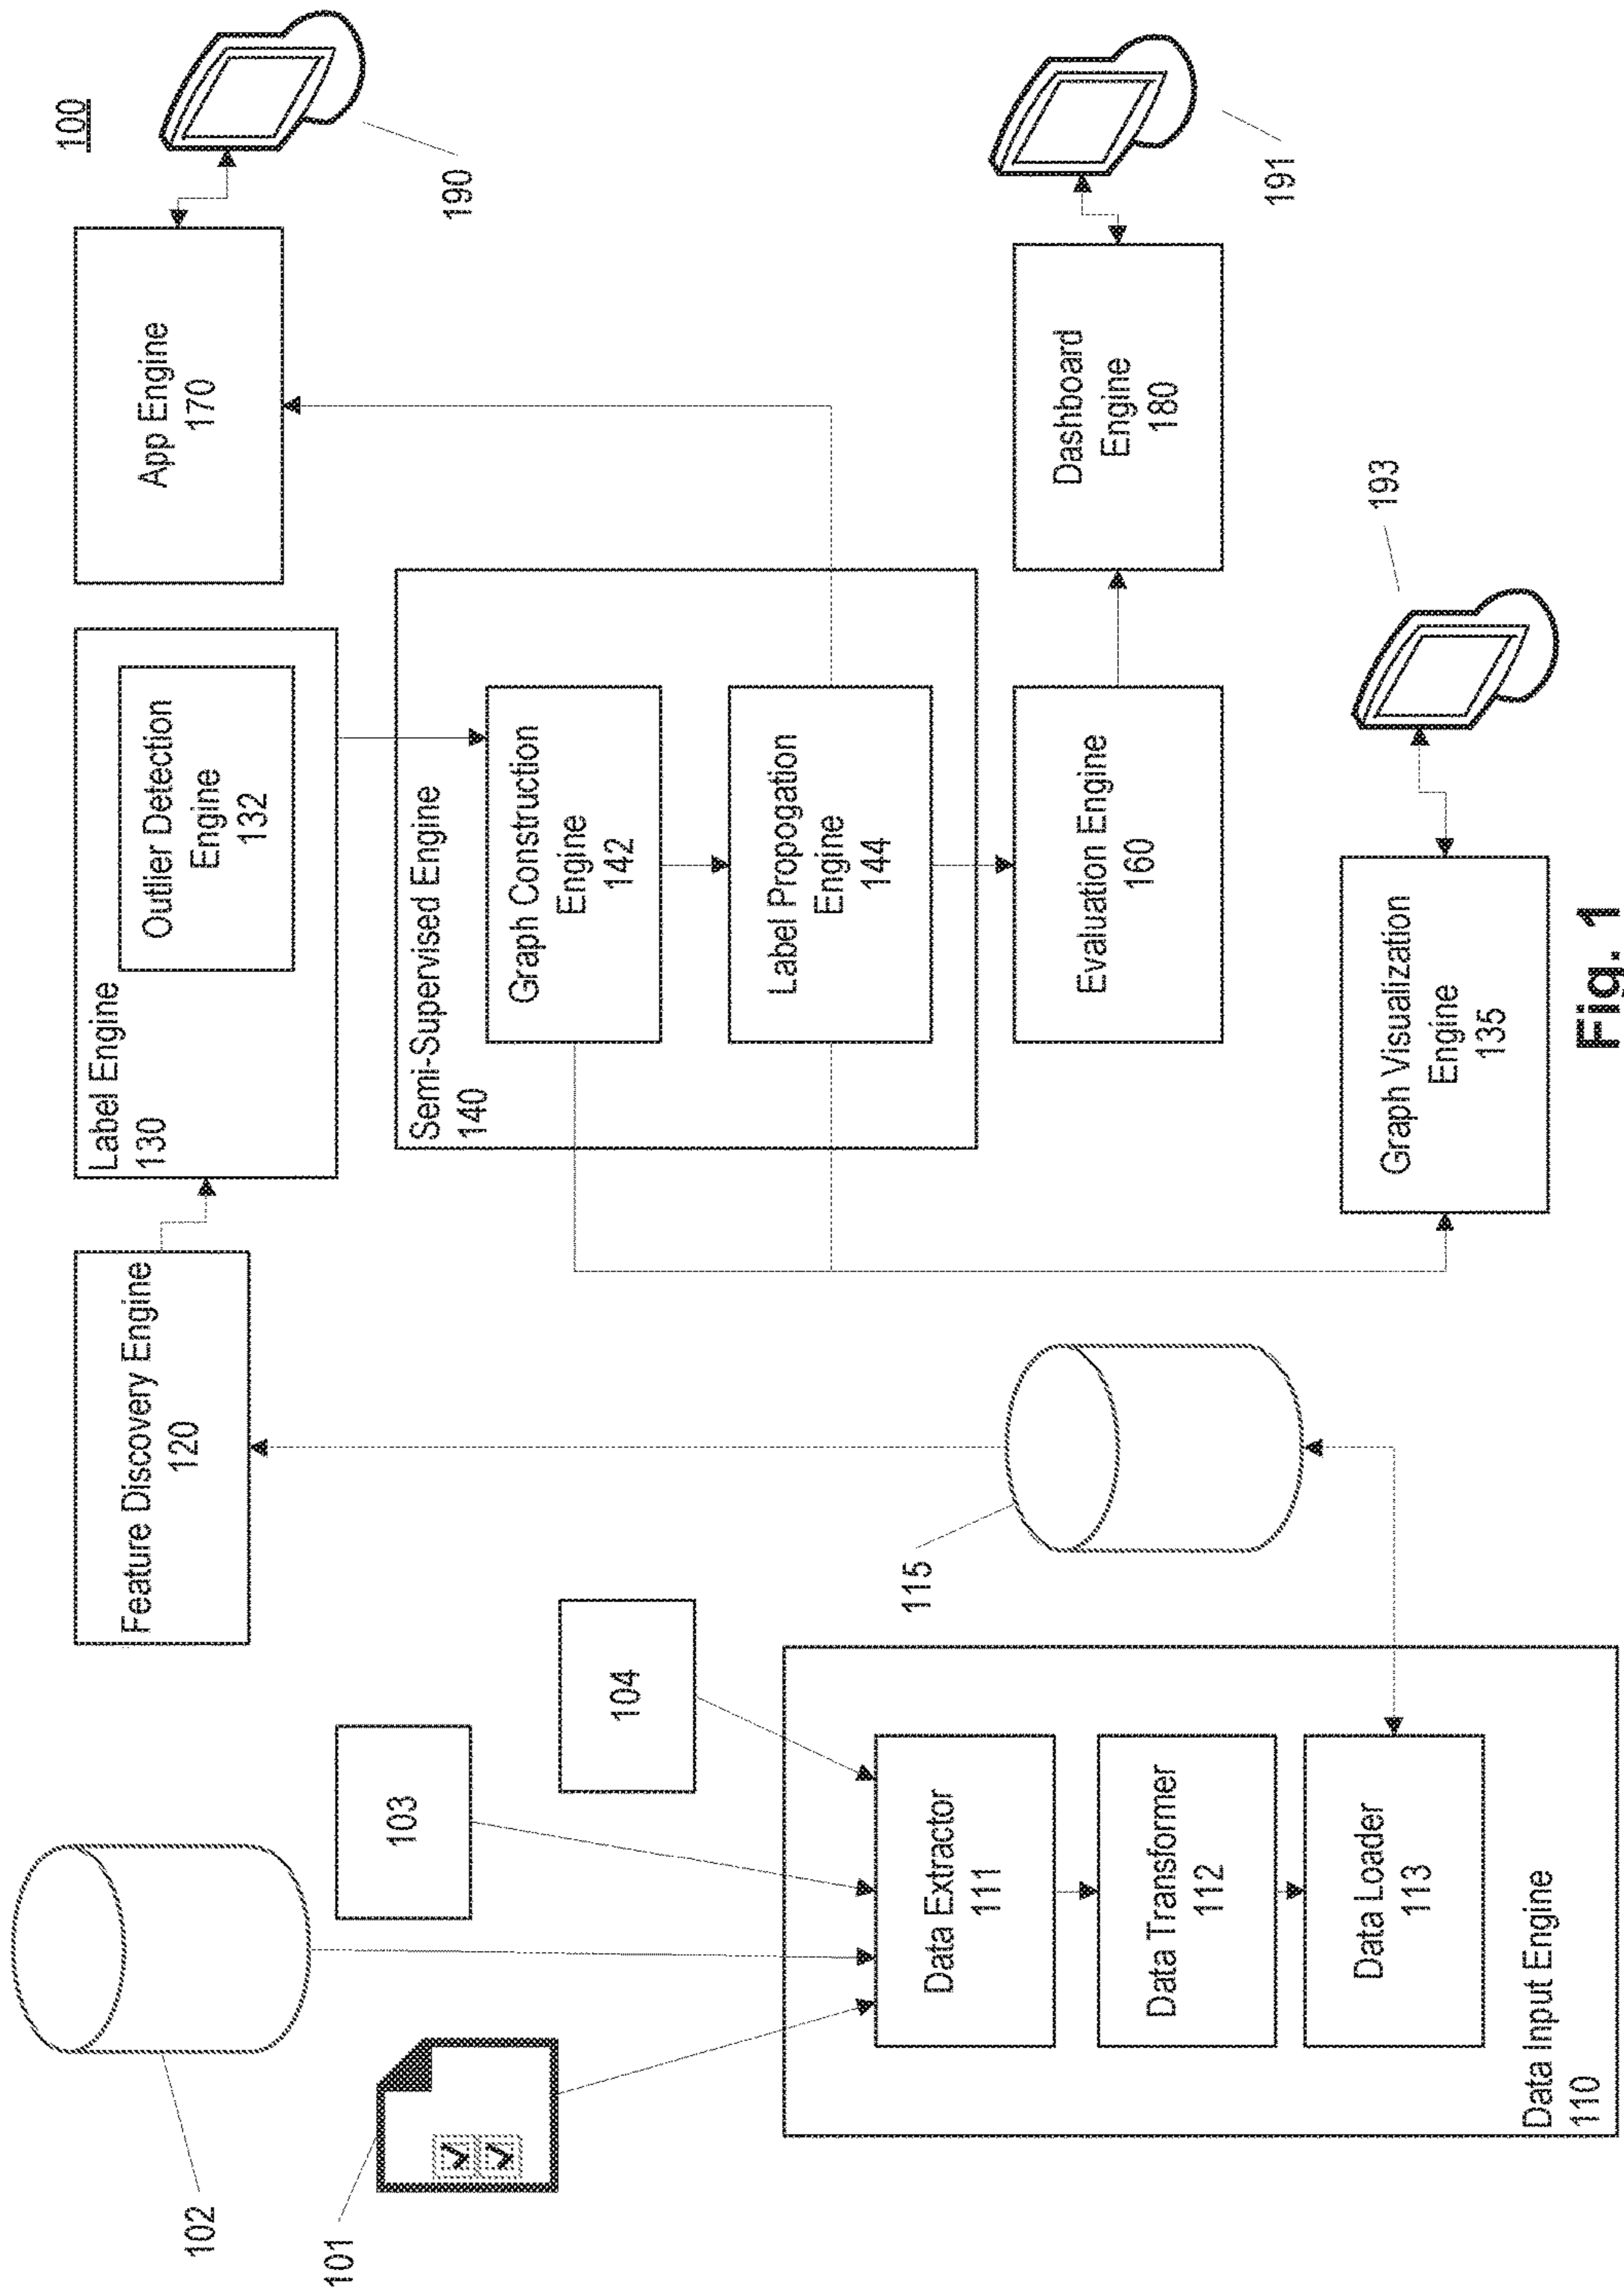 100
102
101
103
104
Data Extractor
111
Data Transformer
112
Data Loader
113
Data Input Engine
110
115
Feature Discovery Engine
120
Label Engine
130
Outlier Detection
Engine
132
Semi-Supervised Engine
140
Graph Construction
Engine
142
Label Propogation
Engine
144
Evaluation Engine
160
Graph Visualization
Engine
135
App Engine
170
190
Dashboard
Engine
180
191
193
Fig. 1